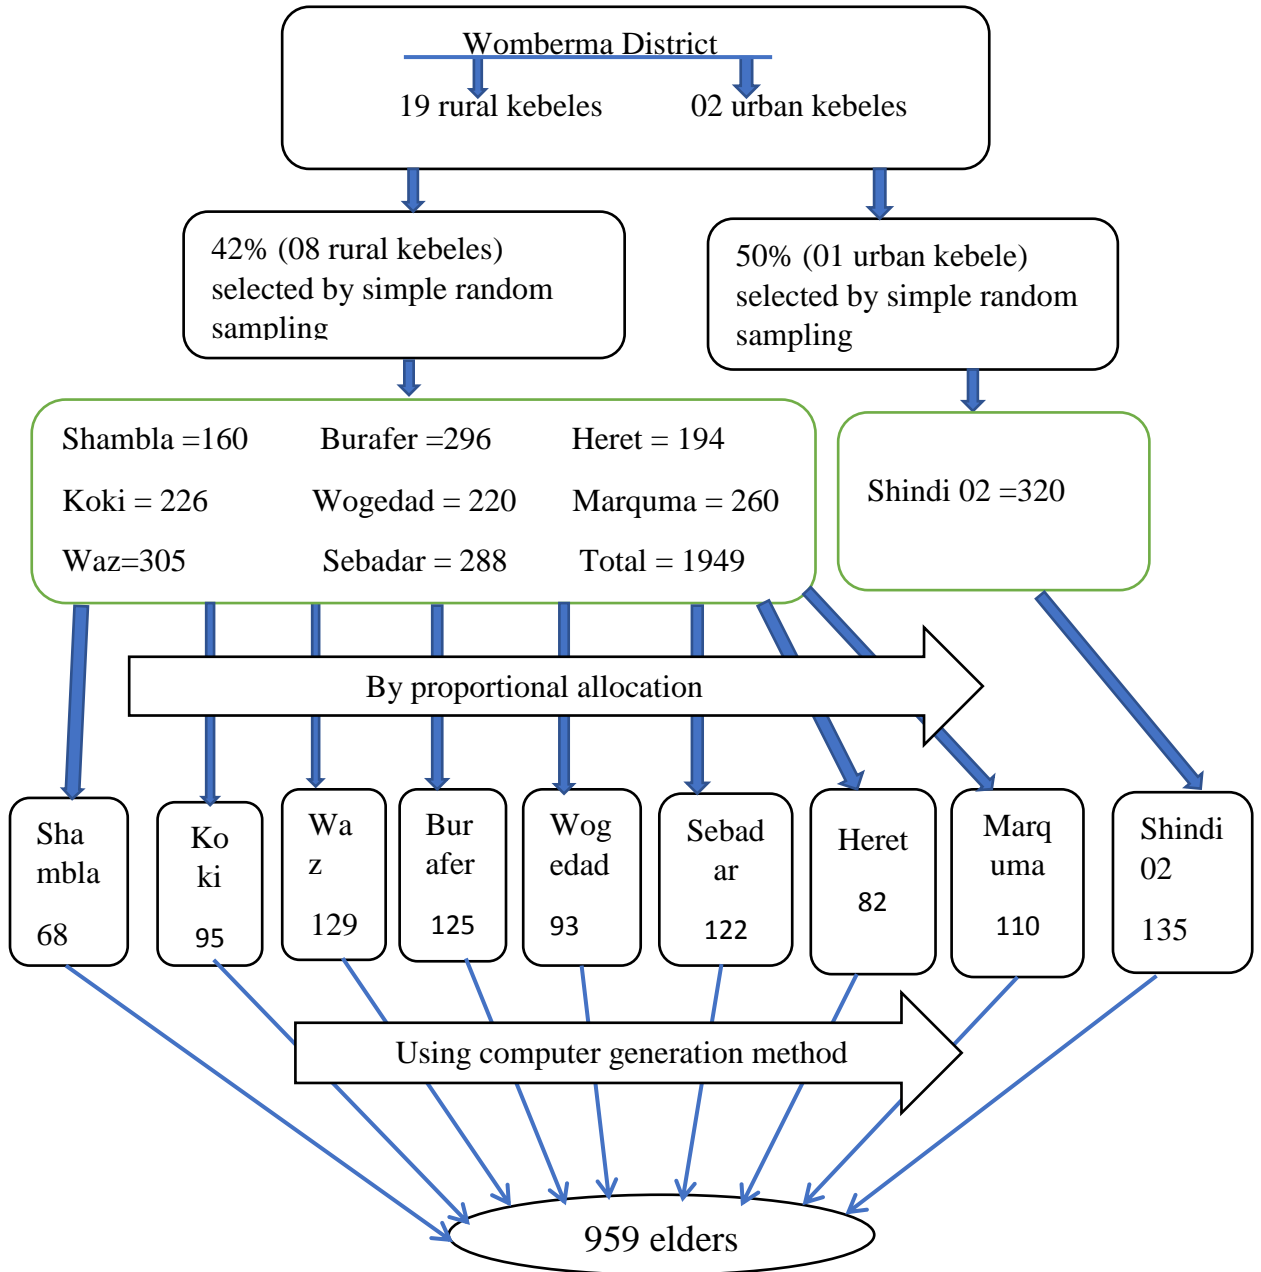 Womberma District
19 rural kebeles 02 urban kebeles
42% (08 rural kebeles)
selected by simple random
sampling
50% (01 urban kebele)
selected by simple random
sampling
Shambla =160 Burafer =296 Heret = 194
Koki = 226 Wogedad = 220 Marquma = 260
Waz=305 Sebadar = 288 Total = 1949
Shindi 02 =320
By proportional allocation
Sha
mbla
68
Ko
ki
95
Wa
z
129
Bur
afer
125
Wog
edad
93
Sebad
ar
122
Heret
82
Marq
uma
110
Shindi
02
135
Using computer generation method
959 elders